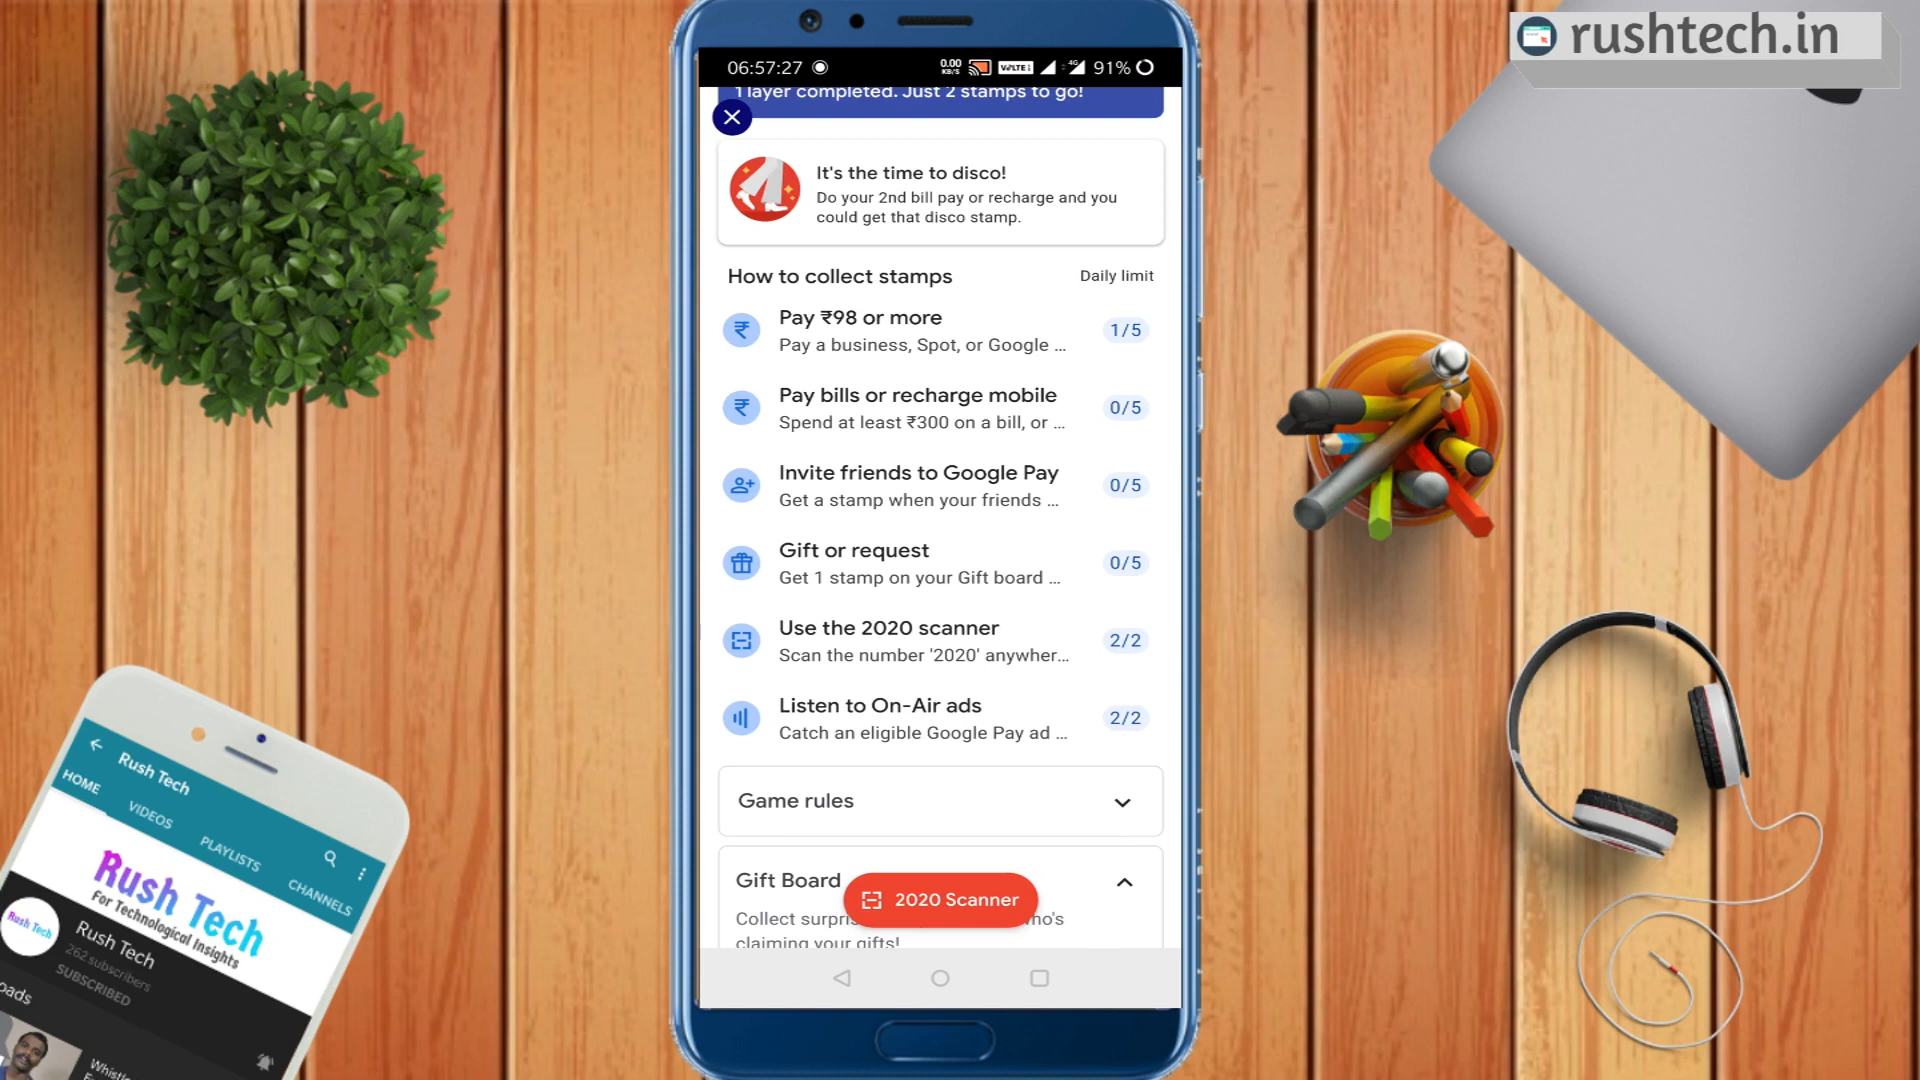 rushtech.in
06:57:27
0.00
KB/S
VoLTE
4G
91%
1 layer completed. Just 2 stamps to go!
It's the time to disco!
Do your 2nd bill pay or recharge and you
could get that disco stamp.
How to collect stamps
Daily limit
Pay ₹98 or more
Pay a business, Spot, or Google ...
1/5
Pay bills or recharge mobile
Spend at least ₹300 on a bill, or ...
0/5
Invite friends to Google Pay
Get a stamp when your friends ...
0/5
Gift or request
Get 1 stamp on your Gift board ...
0/5
Use the 2020 scanner
Scan the number '2020' anywher...
2/2
Listen to On-Air ads
Catch an eligible Google Pay ad ...
2/2
Game rules
Gift Board
2020 Scanner
Collect
claiming your gifts!
Rush Tech
HOME
VIDEOS
PLAYLISTS
CHANNELS
Rush Tech
For Technological Insights
Rush Tech
Rush Tech
262 subscribers
SUBSCRIBED